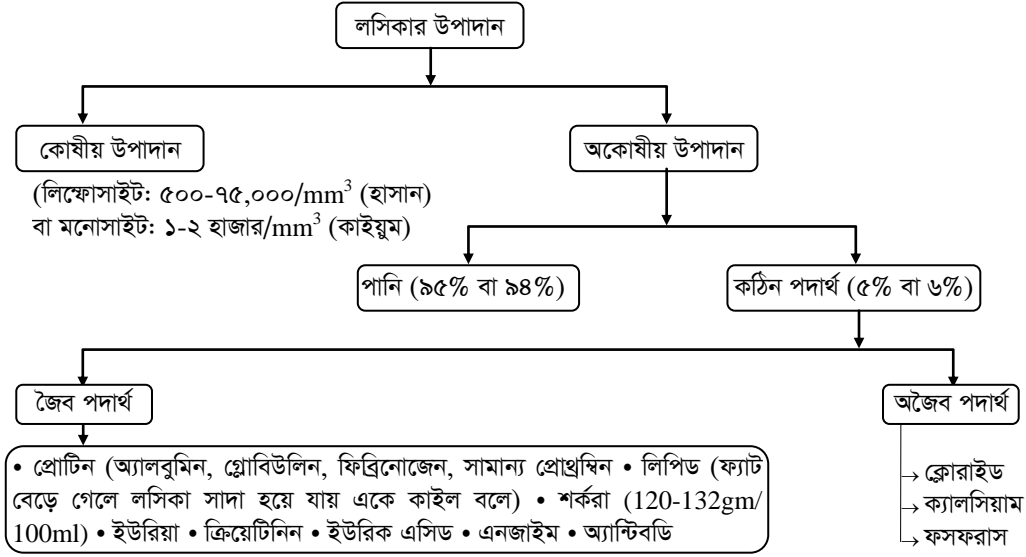 লসিকার উপাদান
কোষীয় উপাদান
অকোষীয় উপাদান
(লিম্ফোসাইট: ৫০০-৭৫,০০০/mm³ (হাসান)
বা মনোসাইট: ১-২ হাজার/mm³ (কাইয়ুম)
পানি (৯৫% বা ৯৪%)
কঠিন পদার্থ (৫% বা ৬%)
জৈব পদার্থ
অজৈব পদার্থ
• প্রোটিন (অ্যালবুমিন, গ্লোবিউলিন, ফিব্রিনোজেন, সামান্য প্রোথ্রম্বিন • লিপিড (ফ্যাট
বেড়ে গেলে লসিকা সাদা হয়ে যায় একে কাইল বলে) • শর্করা (120-132gm/
100ml) • ইউরিয়া • ক্রিয়েটিনিন • ইউরিক এসিড • এনজাইম • অ্যান্টিবডি
ক্লোরাইড
ক্যালসিয়াম
ফসফরাস